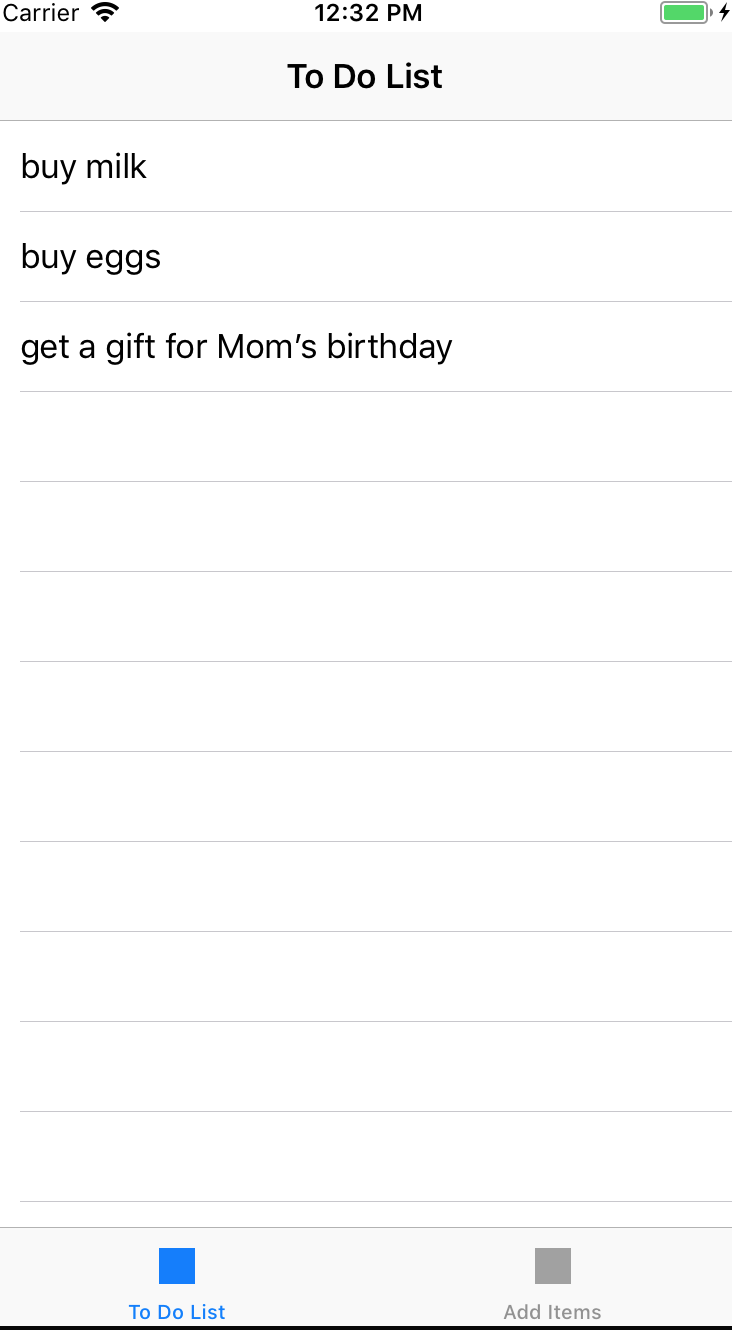 Carrier 12:32 PM
To Do List
buy milk
buy eggs
get a gift for Mom’s birthday
To Do List Add Items